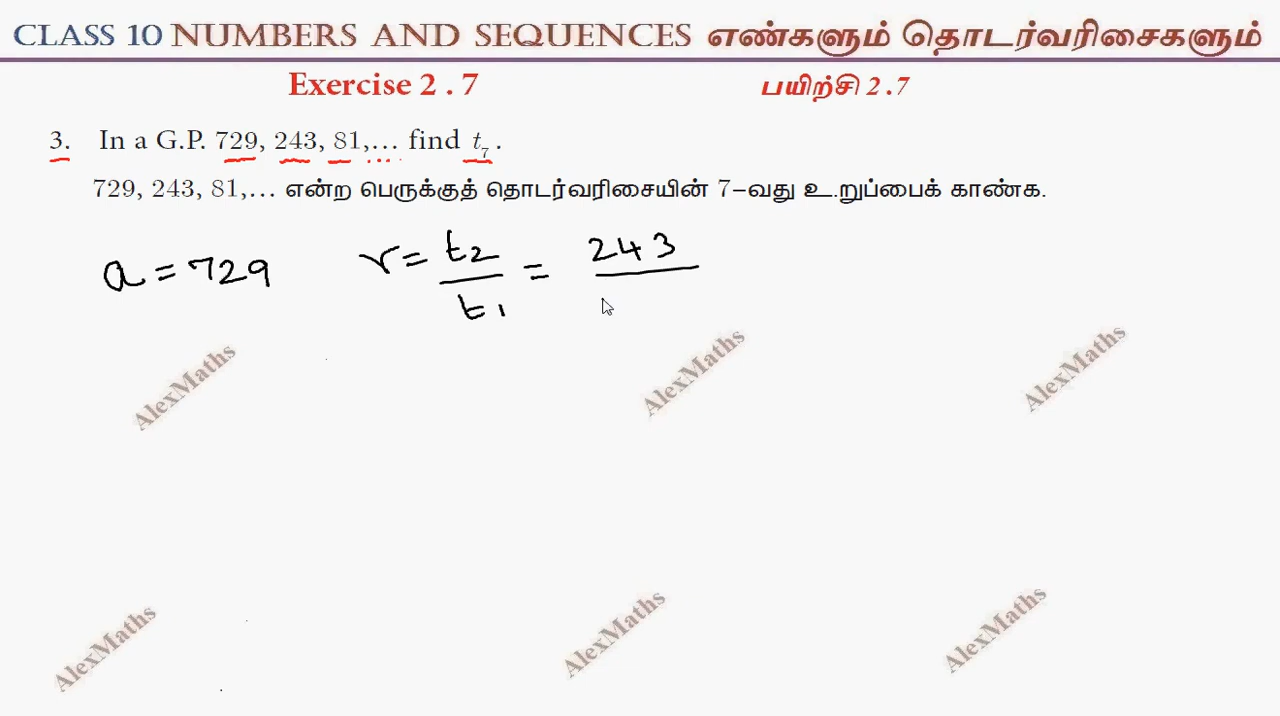 CLASS 10 NUMBERS AND SEQUENCES எண்களும் தொடர்வரிசைகளும்
Exercise 2 . 7 பயிற்சி 2 . 7
3. In a G.P. 729, 243, 81,… find t₇ .
729, 243, 81,… என்ற பெருக்குத் தொடர்வரிசையின் 7–வது உ.றுப்பைக் காண்க.
a = 729 r = t₂ / t₁ = 243
AlexMaths AlexMaths AlexMaths
AlexMaths AlexMaths AlexMaths